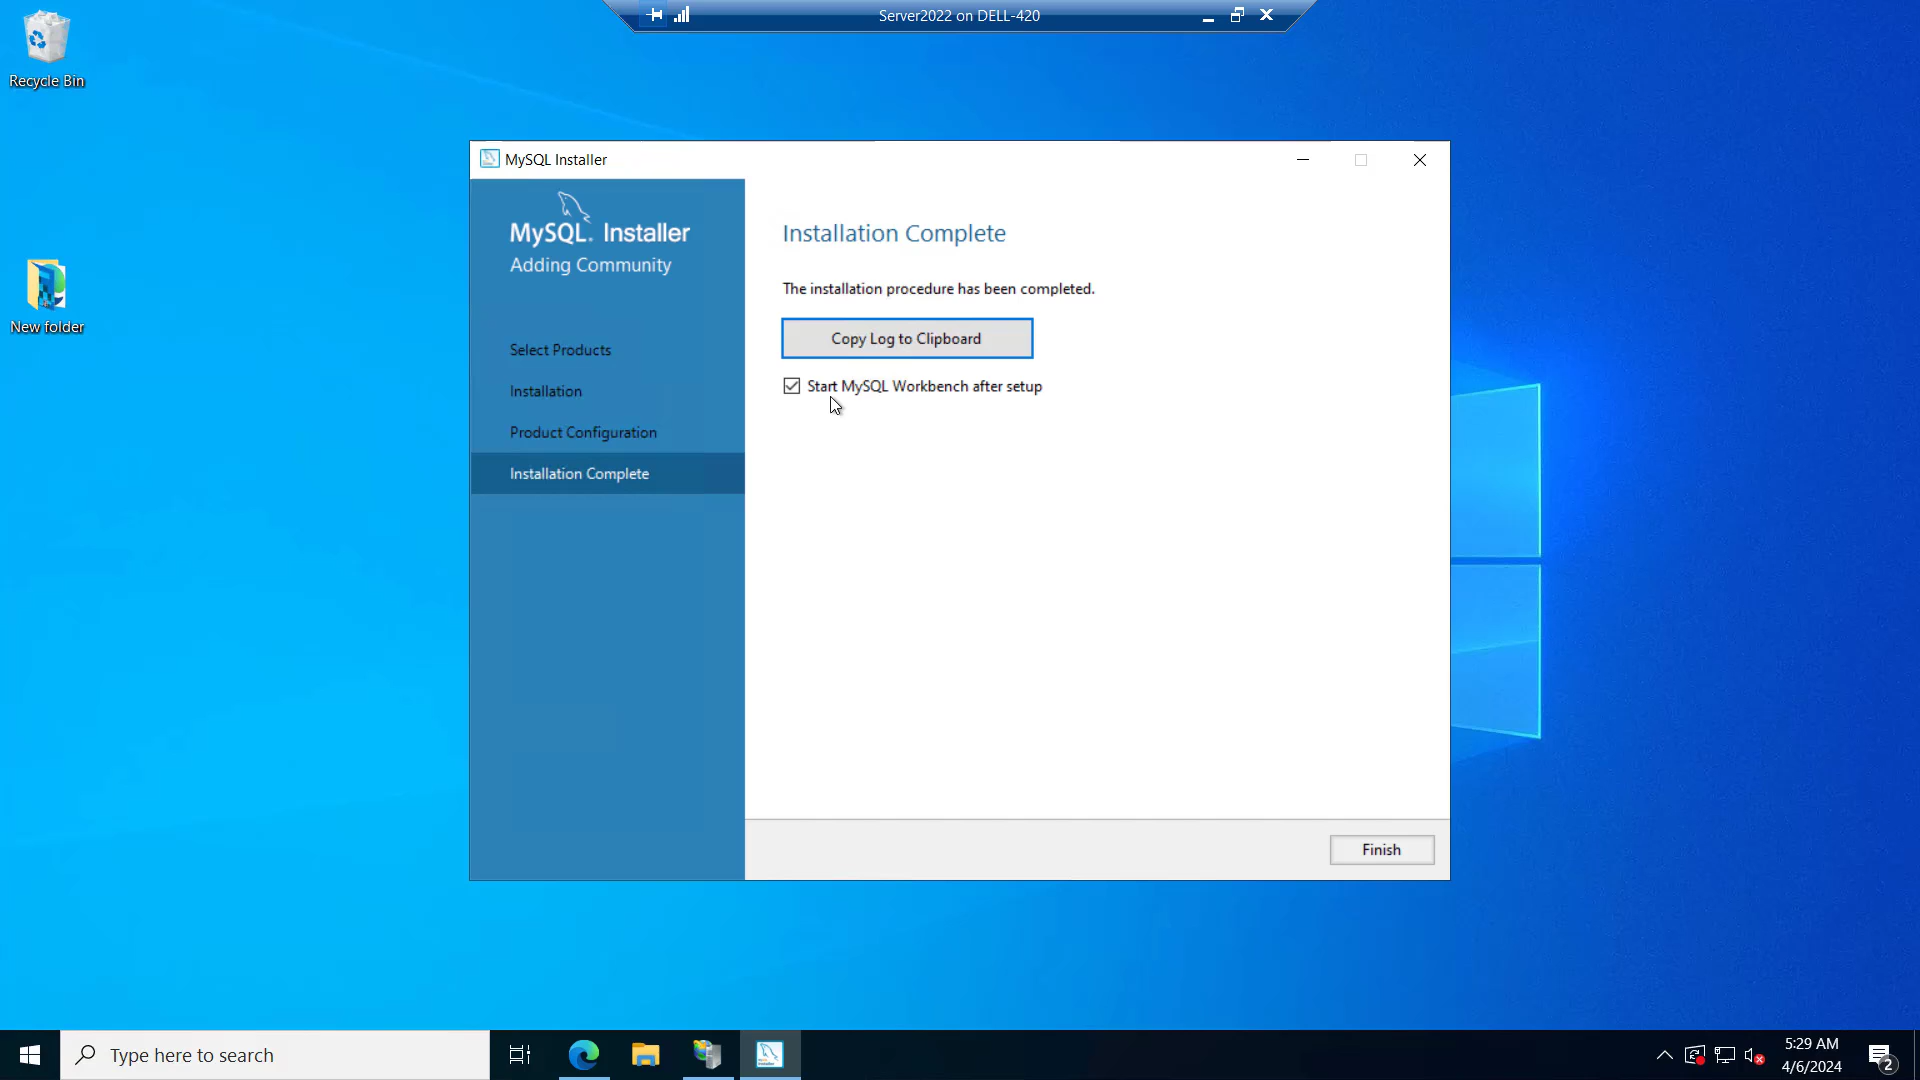 Server2022 on DELL-420
Recycle Bin
New folder
MySQL Installer
MySQL. Installer
Adding Community
Select Products
Installation
Product Configuration
Installation Complete
Installation Complete
The installation procedure has been completed.
Copy Log to Clipboard
Start MySQL Workbench after setup
Finish
Type here to search
5:29 AM
4/6/2024
2